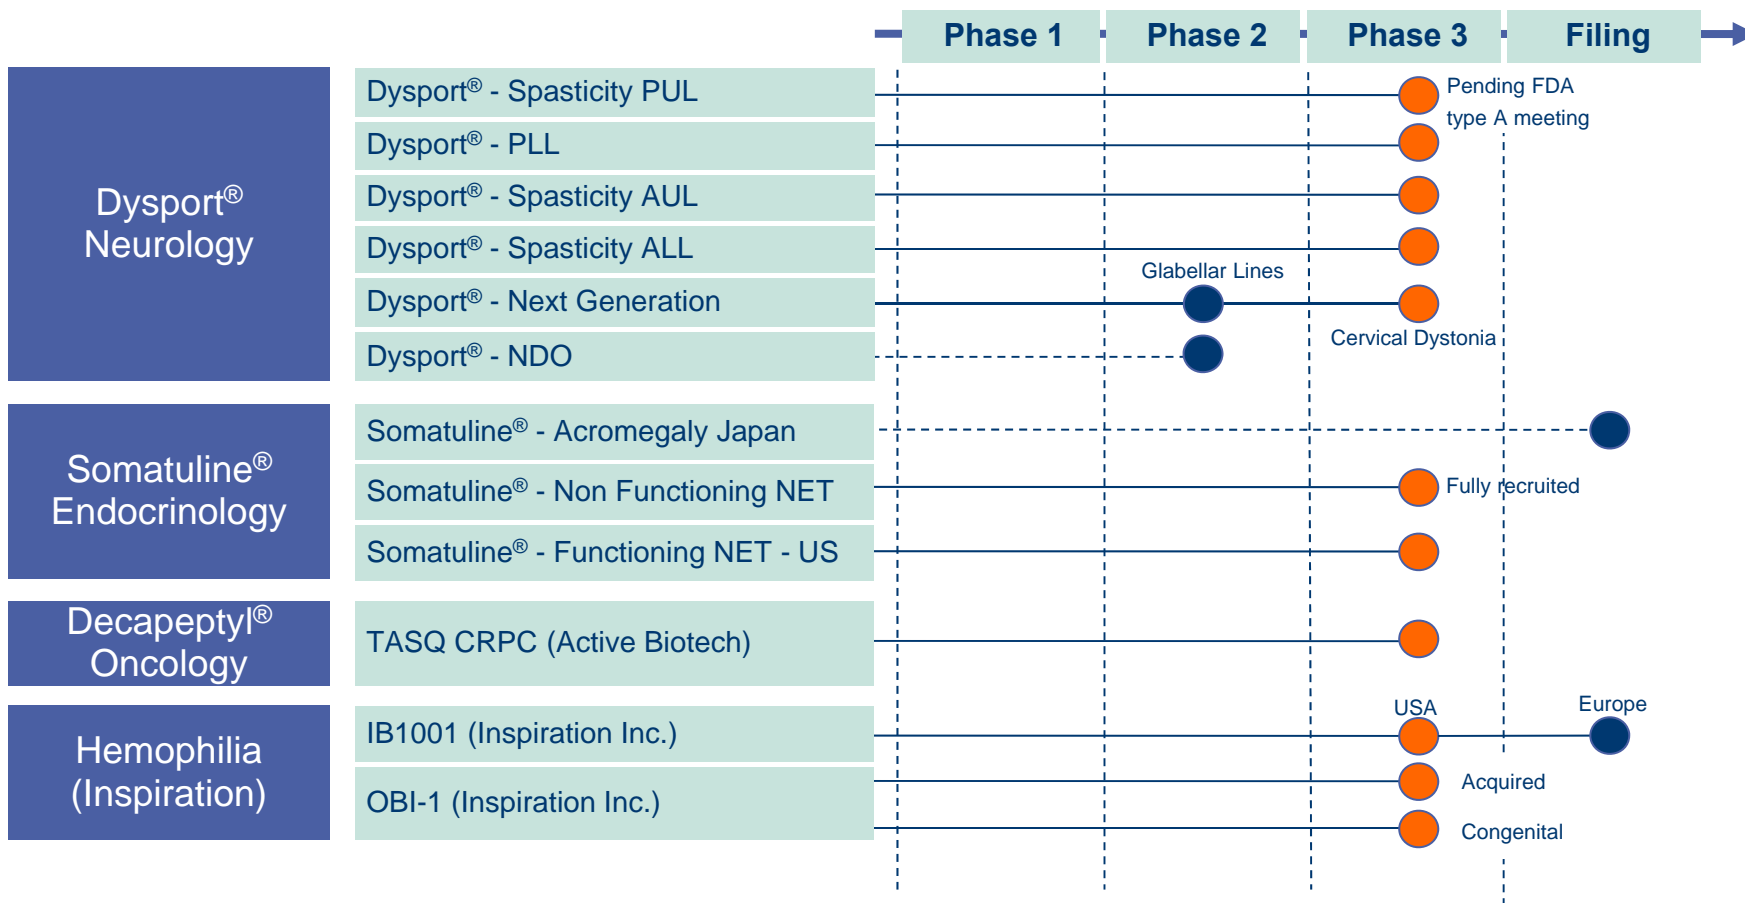 Phase 1 Phase 2 Phase 3 Filing
Dysport®
Neurology
Dysport® - Spasticity PUL
Pending FDA
type A meeting
Dysport® - PLL
Dysport® - Spasticity AUL
Dysport® - Spasticity ALL
Glabellar Lines
Dysport® - Next Generation
Cervical Dystonia
Dysport® - NDO
Somatuline®
Endocrinology
Somatuline® - Acromegaly Japan
Somatuline® - Non Functioning NET
Fully recruited
Somatuline® - Functioning NET - US
Decapeptyl®
Oncology
TASQ CRPC (Active Biotech)
Hemophilia
(Inspiration)
IB1001 (Inspiration Inc.)
USA
Europe
OBI-1 (Inspiration Inc.)
Acquired
Congenital